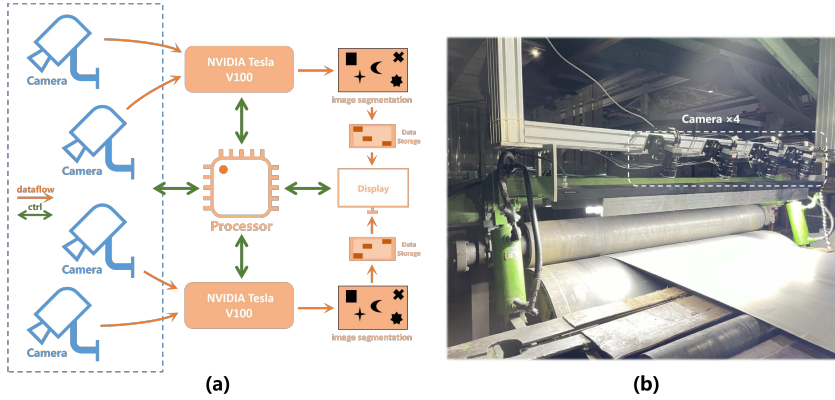 NVIDIA Tesla
V100
Camera
image segmentation
Camera
Data
Storage
dataflow
ctrl
Display
Processor
Camera
Data
Storage
NVIDIA Tesla
V100
Camera
image segmentation
(a)
Camera ×4
(b)